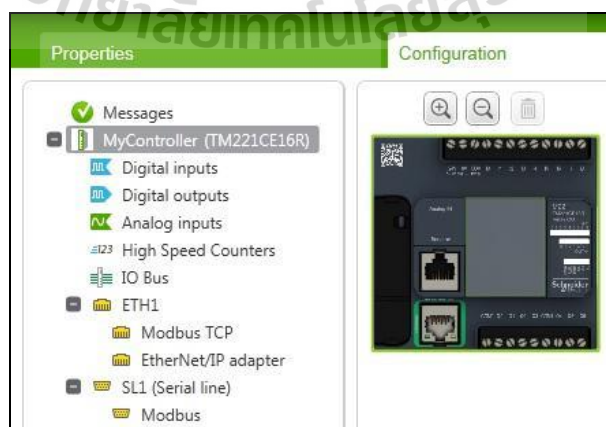 Properties
Configuration
Messages
MyController (TM221CE16R)
Digital inputs
Digital outputs
Analog inputs
High Speed Counters
IO Bus
ETH1
Modbus TCP
EtherNet/IP adapter
SL1 (Serial line)
Modbus
Schneider